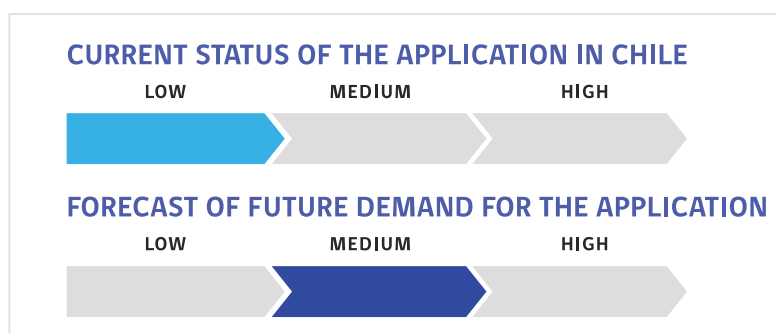 CURRENT STATUS OF THE APPLICATION IN CHILE
LOW MEDIUM HIGH
FORECAST OF FUTURE DEMAND FOR THE APPLICATION
LOW MEDIUM HIGH